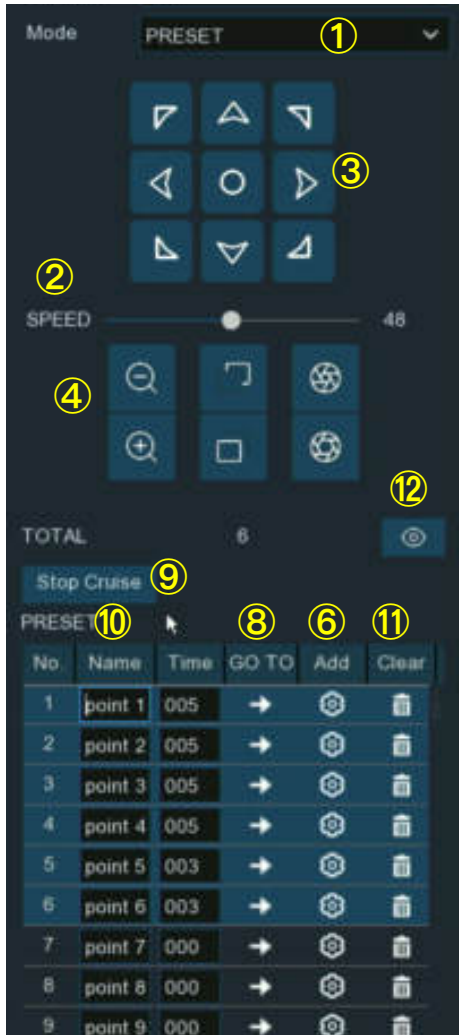 Mode PRESET ①
③
②
SPEED 48
④
⑫
TOTAL 6
Stop Cruise ⑨
PRESET ⑩ ⑧ ⑥ ⑪
No Name Time GO TO Add Clear
1 point 1 005
2 point 2 005
3 point 3 005
4 point 4 005
5 point 5 003
6 point 6 003
7 point 7 000
8 point 8 000
9 point 9 000